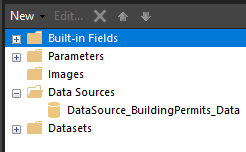 New Edit...
Built-in Fields
Parameters
Images
Data Sources
DataSource_BuildingPermits_Data
Datasets